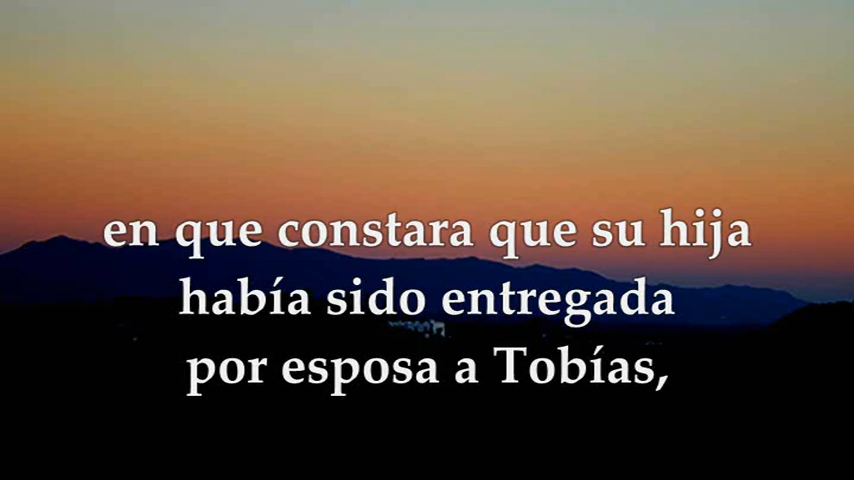 en que constara que su hija
había sido entregada
por esposa a Tobías,